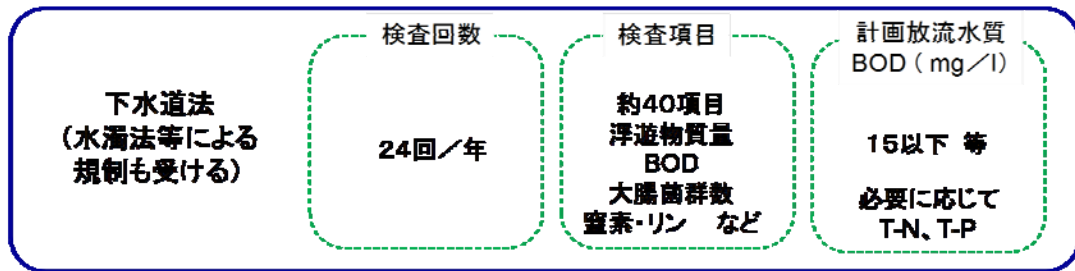 下水道法
(水濁法等による
規制も受ける)
検査回数
24回／年
検査項目
約40項目
浮遊物質量
BOD
大腸菌群数
窒素・リン　など
計画放流水質
BOD（mg／l）
15以下 等
必要に応じて
T-N、T-P